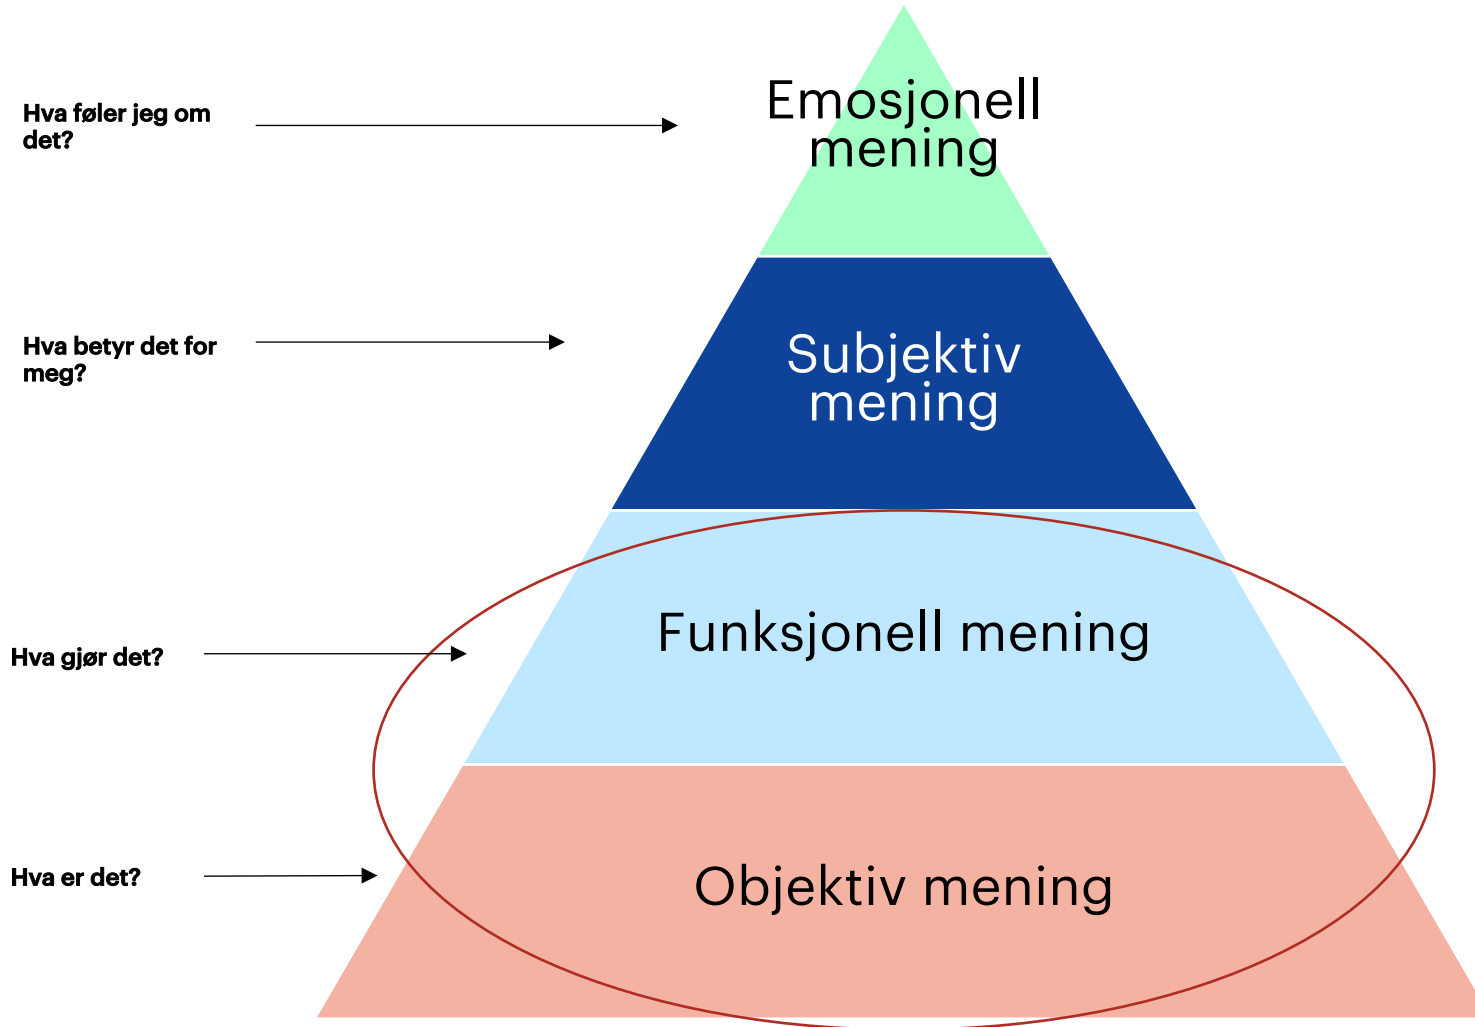 Hva føler jeg om
det?
Emosjonell
mening
Hva betyr det for
meg?
Subjektiv
mening
Hva gjør det?
Funksjonell mening
Hva er det?
Objektiv mening